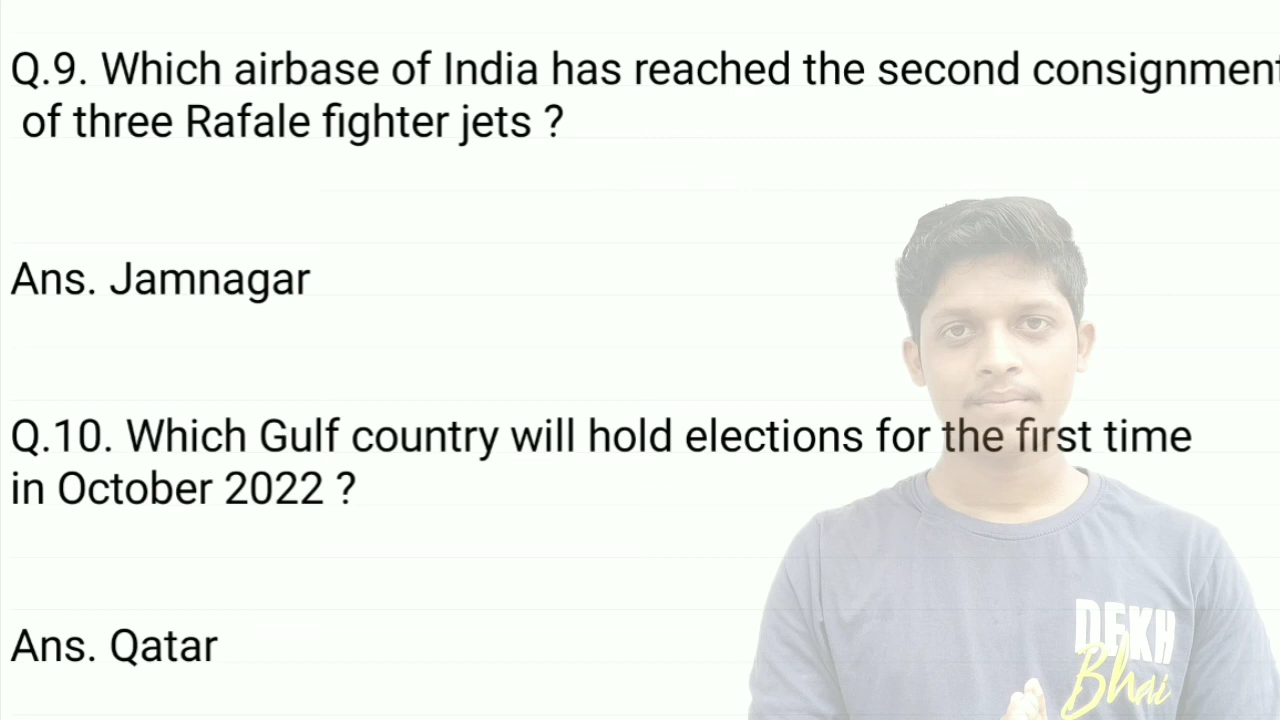 Q.9. Which airbase of India has reached the second consignment
of three Rafale fighter jets ?
Ans. Jamnagar
Q.10. Which Gulf country will hold elections for the first time
in October 2022 ?
Ans. Qatar
DEKH
Bhai